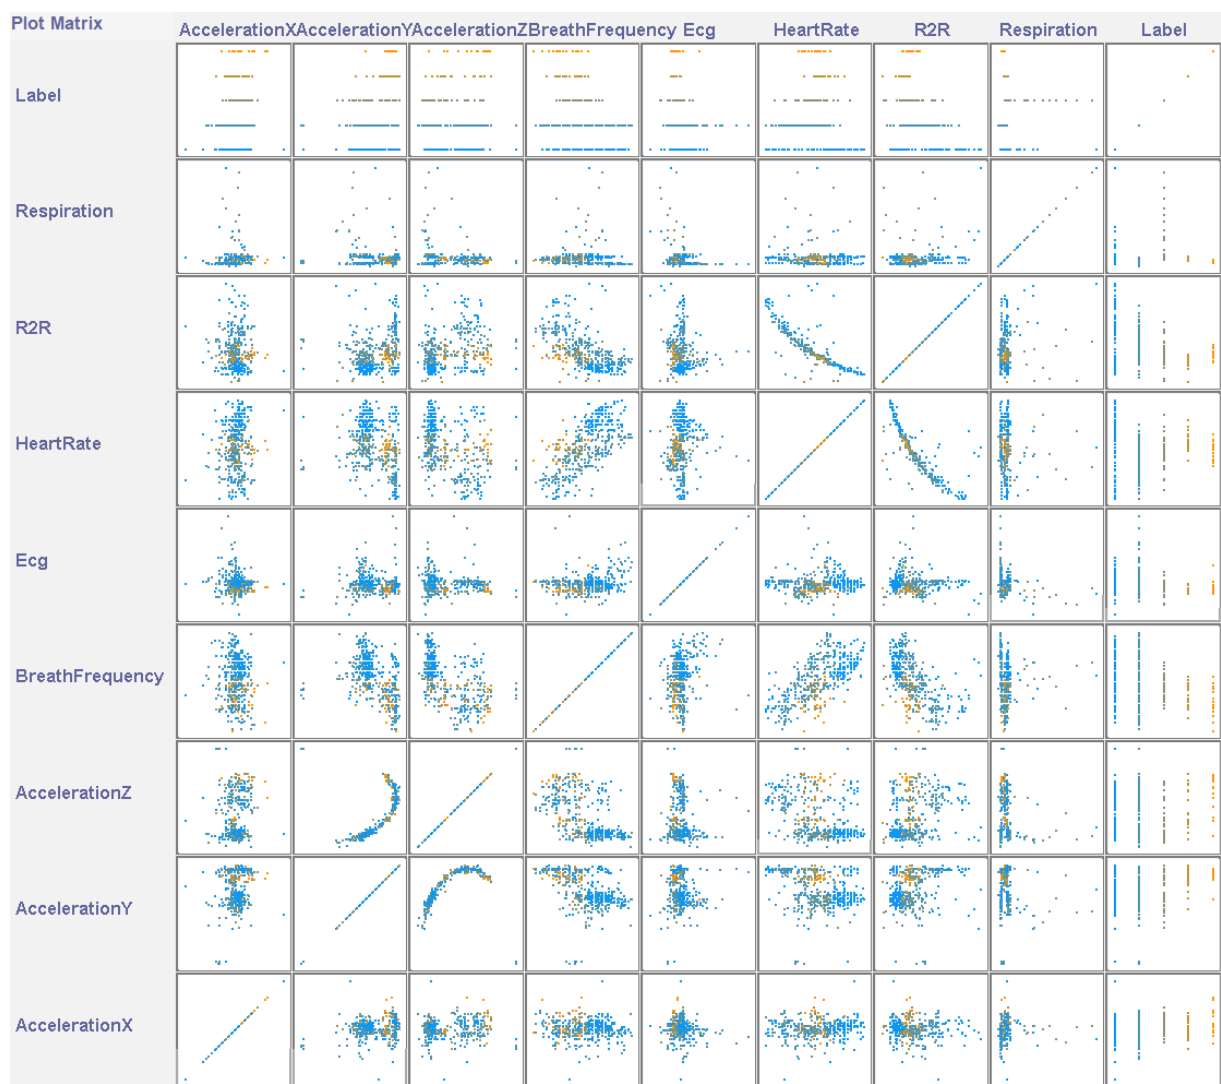 Plot Matrix AccelerationX AccelerationY AccelerationZ BreathFrequency Ecg HeartRate R2R Respiration Label
Label
Respiration
R2R
HeartRate
Ecg
BreathFrequency
AccelerationZ
AccelerationY
AccelerationX